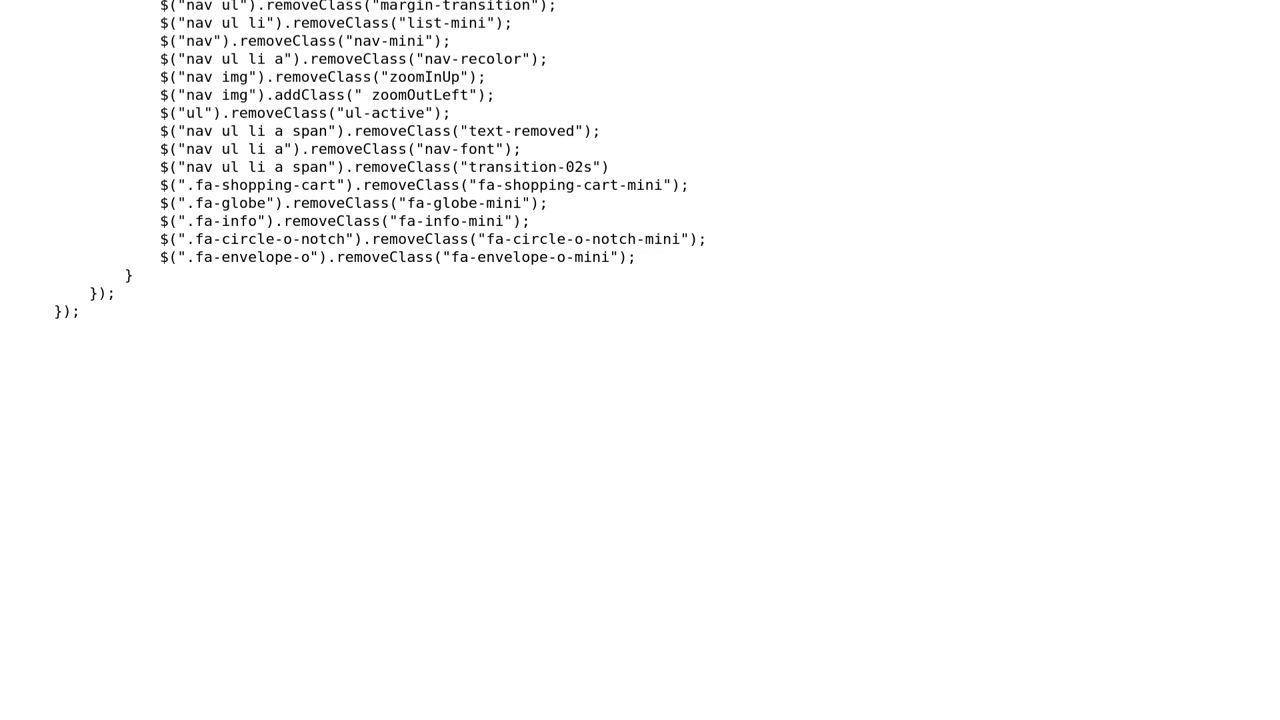 $("nav ul").removeClass("margin-transition");
$("nav ul li").removeClass("list-mini");
$("nav").removeClass("nav-mini");
$("nav ul li a").removeClass("nav-recolor");
$("nav img").removeClass("zoomInUp");
$("nav img").addClass(" zoomOutLeft");
$("ul").removeClass("ul-active");
$("nav ul li a span").removeClass("text-removed");
$("nav ul li a").removeClass("nav-font");
$("nav ul li a span").removeClass("transition-02s")
$(".fa-shopping-cart").removeClass("fa-shopping-cart-mini");
$(".fa-globe").removeClass("fa-globe-mini");
$(".fa-info").removeClass("fa-info-mini");
$(".fa-circle-o-notch").removeClass("fa-circle-o-notch-mini");
$(".fa-envelope-o").removeClass("fa-envelope-o-mini");
}
});
});